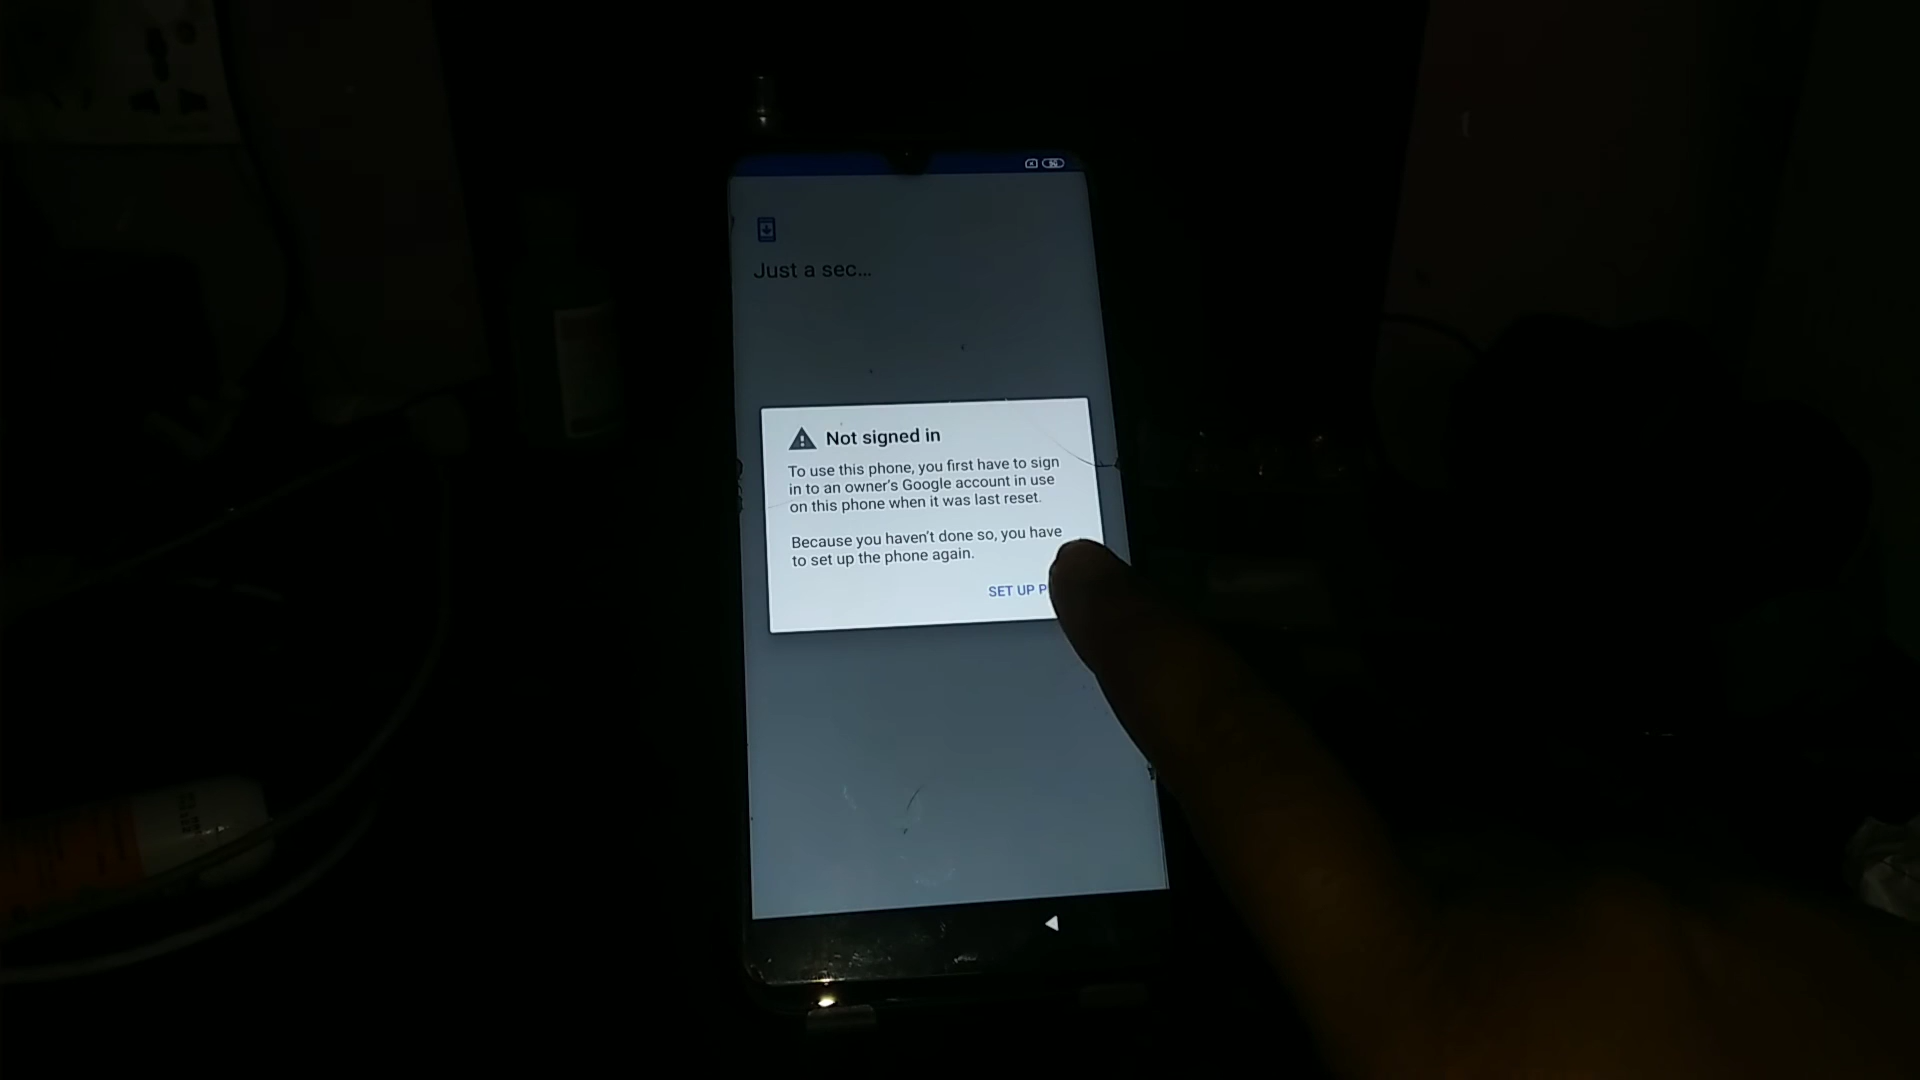 Just a sec...
Not signed in
To use this phone, you first have to sign
in to an owner's Google account in use
on this phone when it was last reset.
Because you haven't done so, you have
to set up the phone again.
SET UP